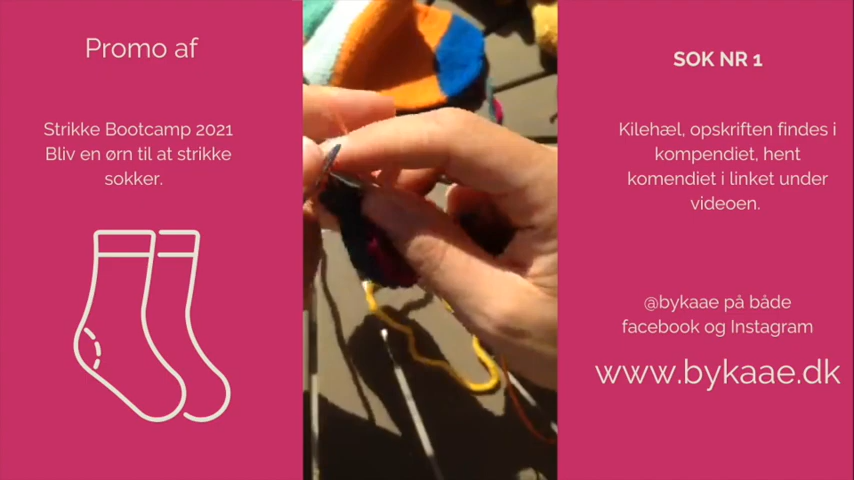 Promo af
Strikke Bootcamp 2021
Bliv en ørn til at strikke
sokker.
SOK NR 1
Kilehæl, opskriften findes i
kompendiet, hent
komendiet i linket under
videoen.
@bykaae på både
facebook og Instagram
www.bykaae.dk